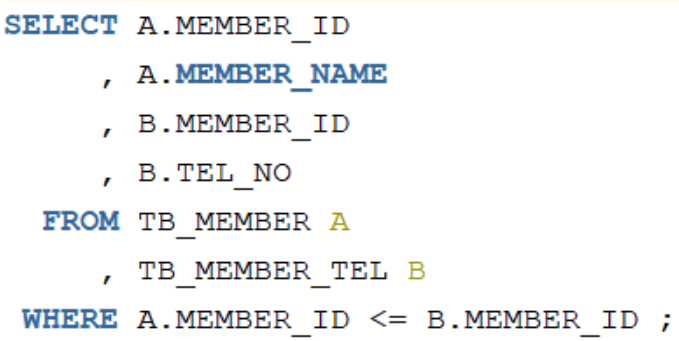 SELECT A.MEMBER_ID
, A.MEMBER_NAME
, B.MEMBER_ID
, B.TEL_NO
FROM TB_MEMBER A
, TB_MEMBER_TEL B
WHERE A.MEMBER_ID <= B.MEMBER_ID ;